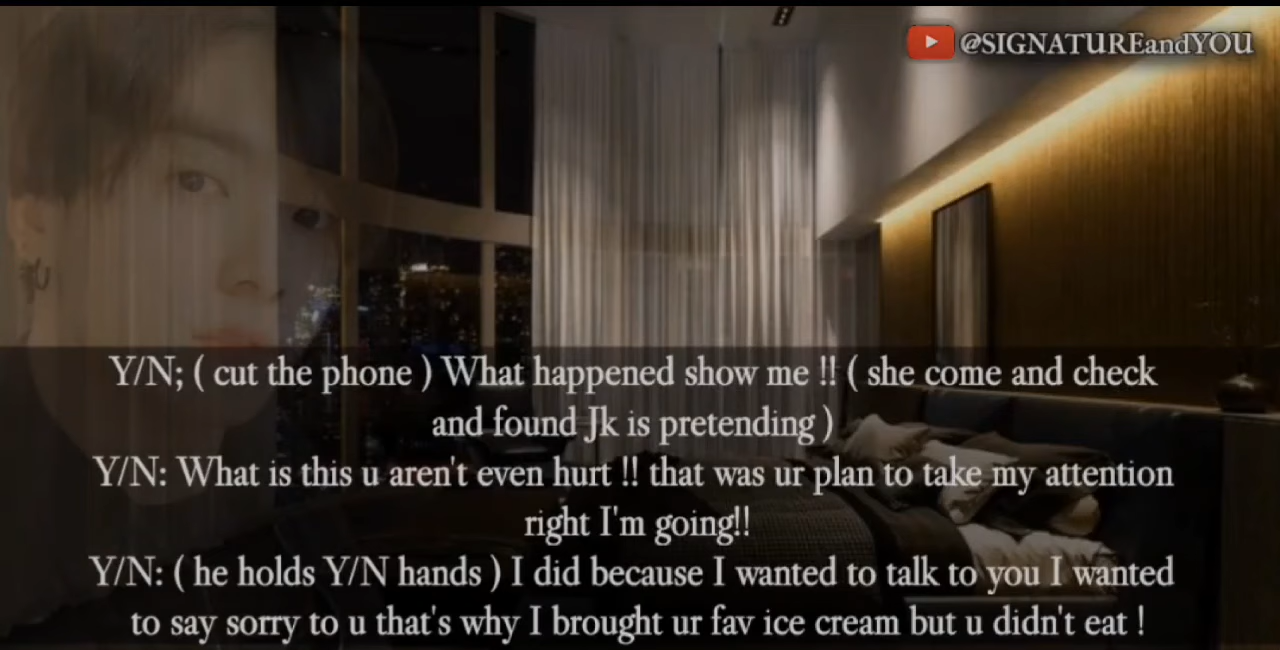 @SIGNATUREandYOU
Y/N; ( cut the phone ) What happened show me !! ( she come and check
and found Jk is pretending )
Y/N: What is this u aren't even hurt !! that was ur plan to take my attention
right I'm going!!
Y/N: ( he holds Y/N hands ) I did because I wanted to talk to you I wanted
to say sorry to u that's why I brought ur fav ice cream but u didn't eat !